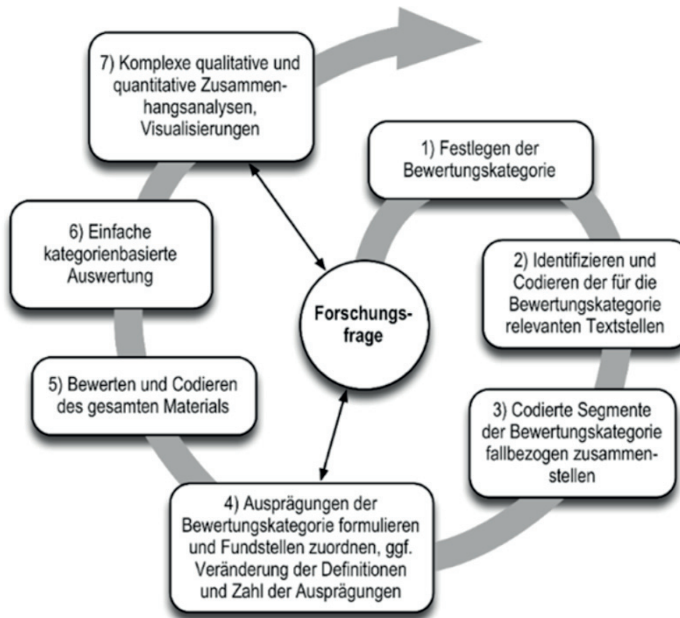 7) Komplexe qualitative und
quantitative Zusammen-
hangsanalysen,
Visualisierungen
1) Festlegen der
Bewertungskategorie
6) Einfache
kategorienbasierte
Auswertung
2) Identifizieren und
Codieren der für die
Bewertungskategorie
relevanten Textstellen
Forschungs-
frage
5) Bewerten und Codieren
des gesamten Materials
3) Codierte Segmente
der Bewertungskategorie
fallbezogen zusammen-
stellen
4) Ausprägungen der
Bewertungskategorie formulieren
und Fundstellen zuordnen, ggf.
Veränderung der Definitionen
und Zahl der Ausprägungen